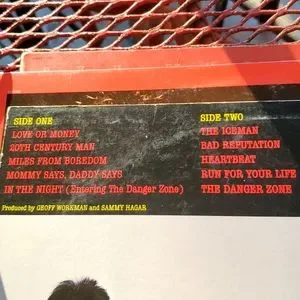 SIDE ONE
LOVE OR MONEY
20TH CENTURY MAN
MILES FROM BOREDOM
MOMMY SAYS, DADDY SAYS
IN THE NIGHT (Entering The Danger Zone)
SIDE TWO
THE ICEMAN
BAD REPUTATION
HEARTBEAT
RUN FOR YOUR LIFE
THE DANGER ZONE
Produced by GEOFF WORKMAN and SAMMY HAGAR